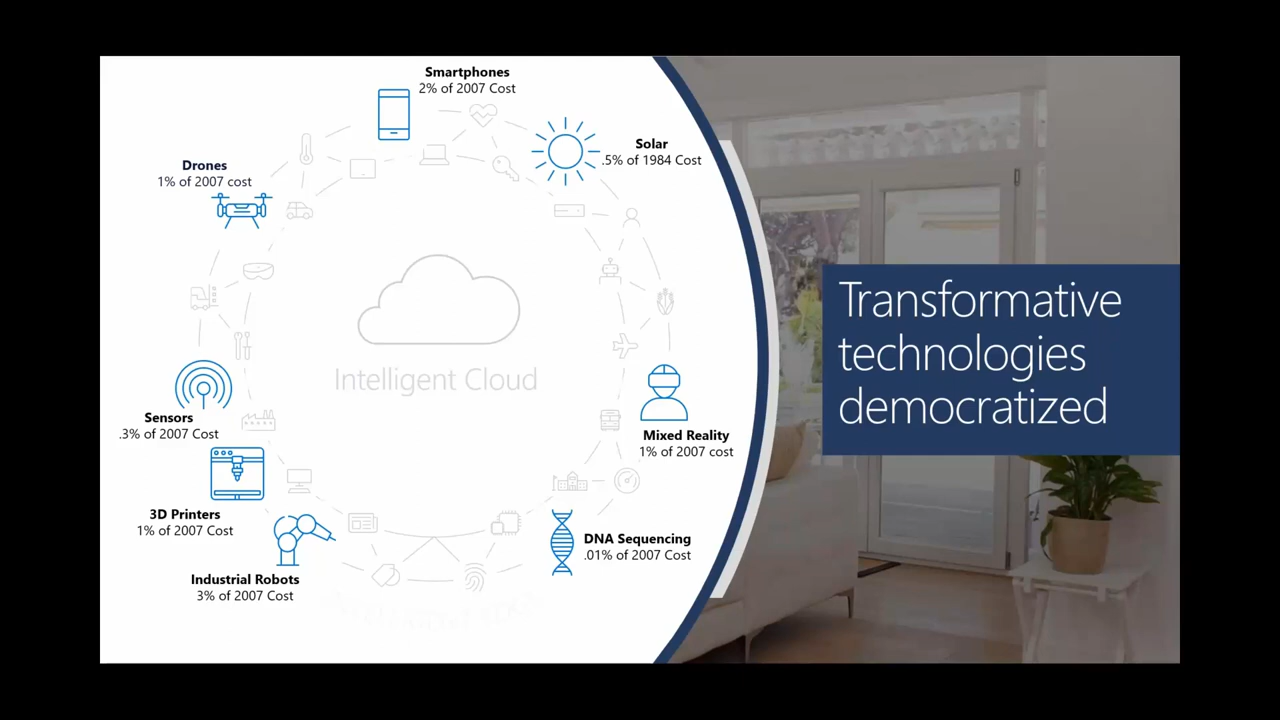 Smartphones
2% of 2007 Cost
Solar
.5% of 1984 Cost
Drones
1% of 2007 cost
Intelligent Cloud
Sensors
.3% of 2007 Cost
Mixed Reality
1% of 2007 cost
3D Printers
1% of 2007 Cost
DNA Sequencing
.01% of 2007 Cost
Industrial Robots
3% of 2007 Cost
Transformative
technologies
democratized